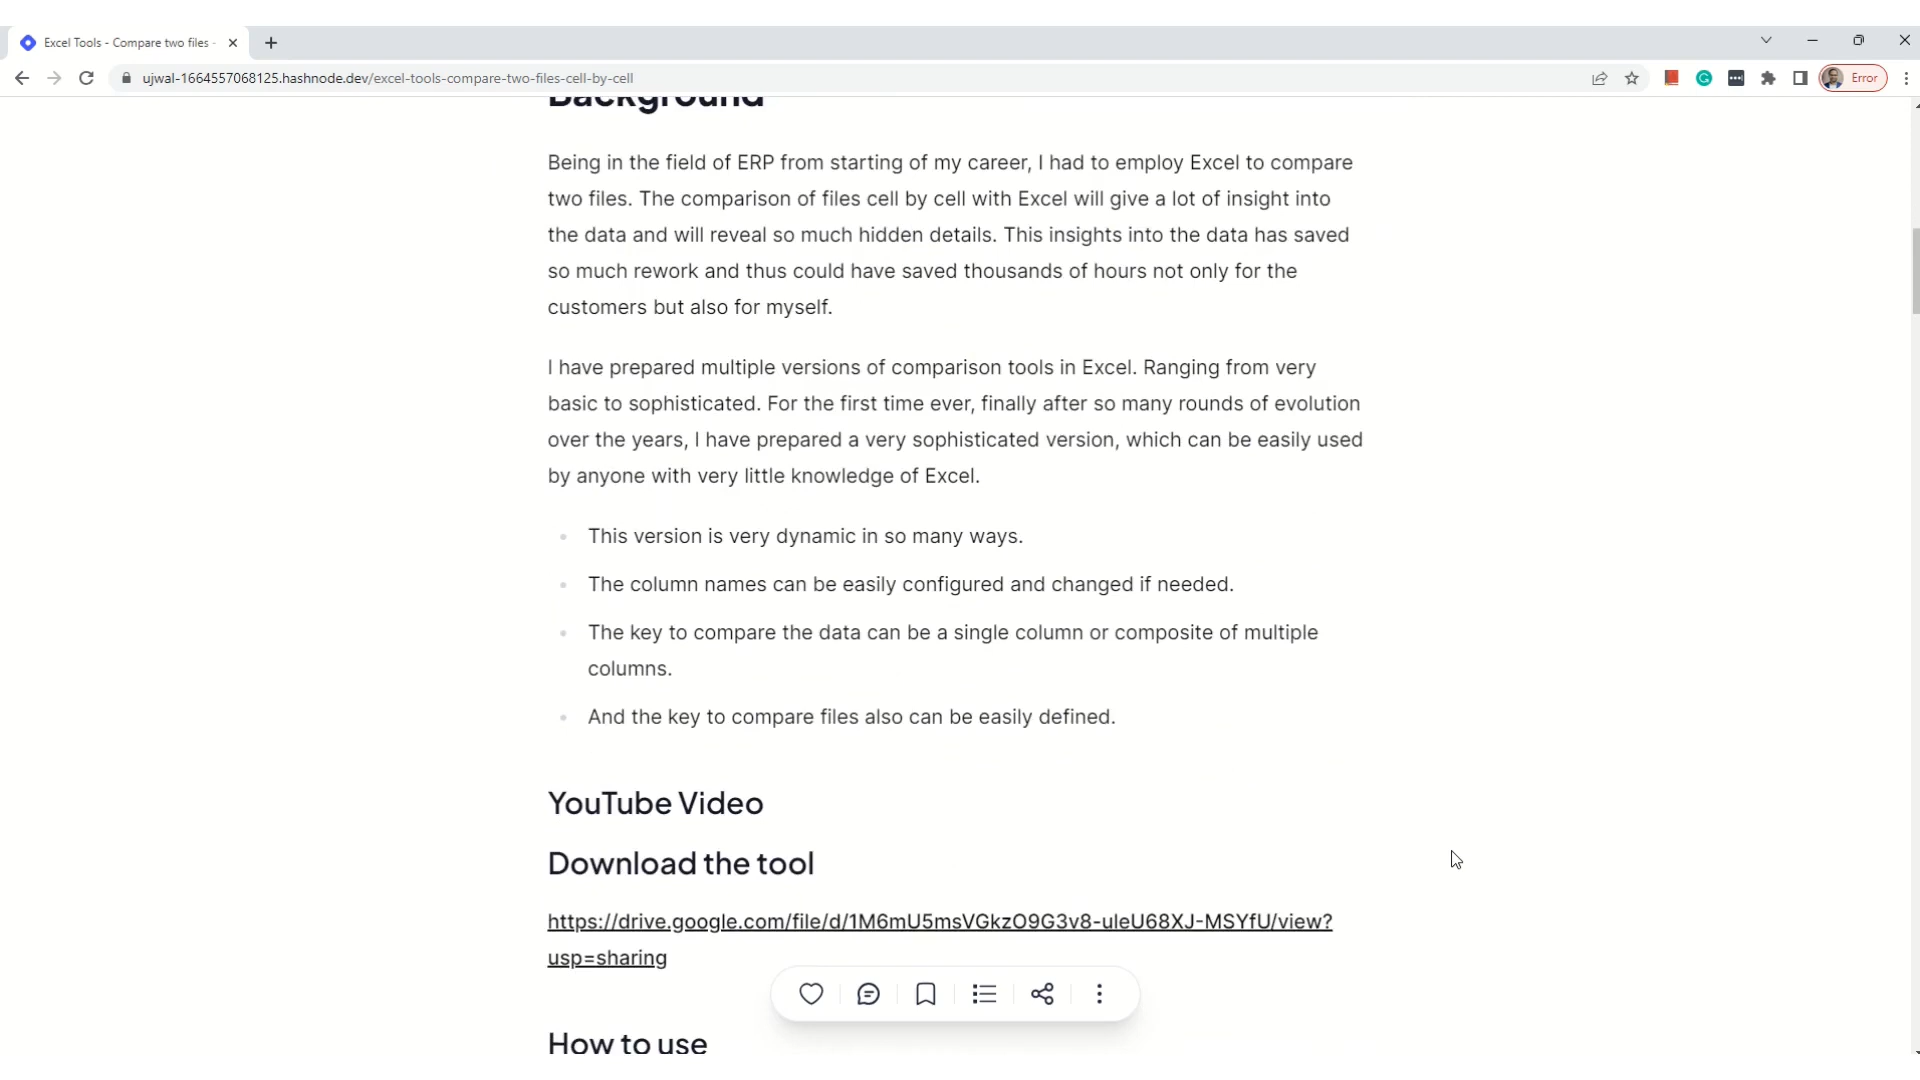 Excel Tools - Compare two files -
ujwal-1664557068125.hashnode.dev/excel-tools-compare-two-files-cell-by-cell
Error
Background
Being in the field of ERP from starting of my career, I had to employ Excel to compare
two files. The comparison of files cell by cell with Excel will give a lot of insight into
the data and will reveal so much hidden details. This insights into the data has saved
so much rework and thus could have saved thousands of hours not only for the
customers but also for myself.
I have prepared multiple versions of comparison tools in Excel. Ranging from very
basic to sophisticated. For the first time ever, finally after so many rounds of evolution
over the years, I have prepared a very sophisticated version, which can be easily used
by anyone with very little knowledge of Excel.
This version is very dynamic in so many ways.
The column names can be easily configured and changed if needed.
The key to compare the data can be a single column or composite of multiple
columns.
And the key to compare files also can be easily defined.
YouTube Video
Download the tool
https://drive.google.com/file/d/1M6mU5msVGkzO9G3v8-uleU68XJ-MSYfU/view?
usp=sharing
How to use